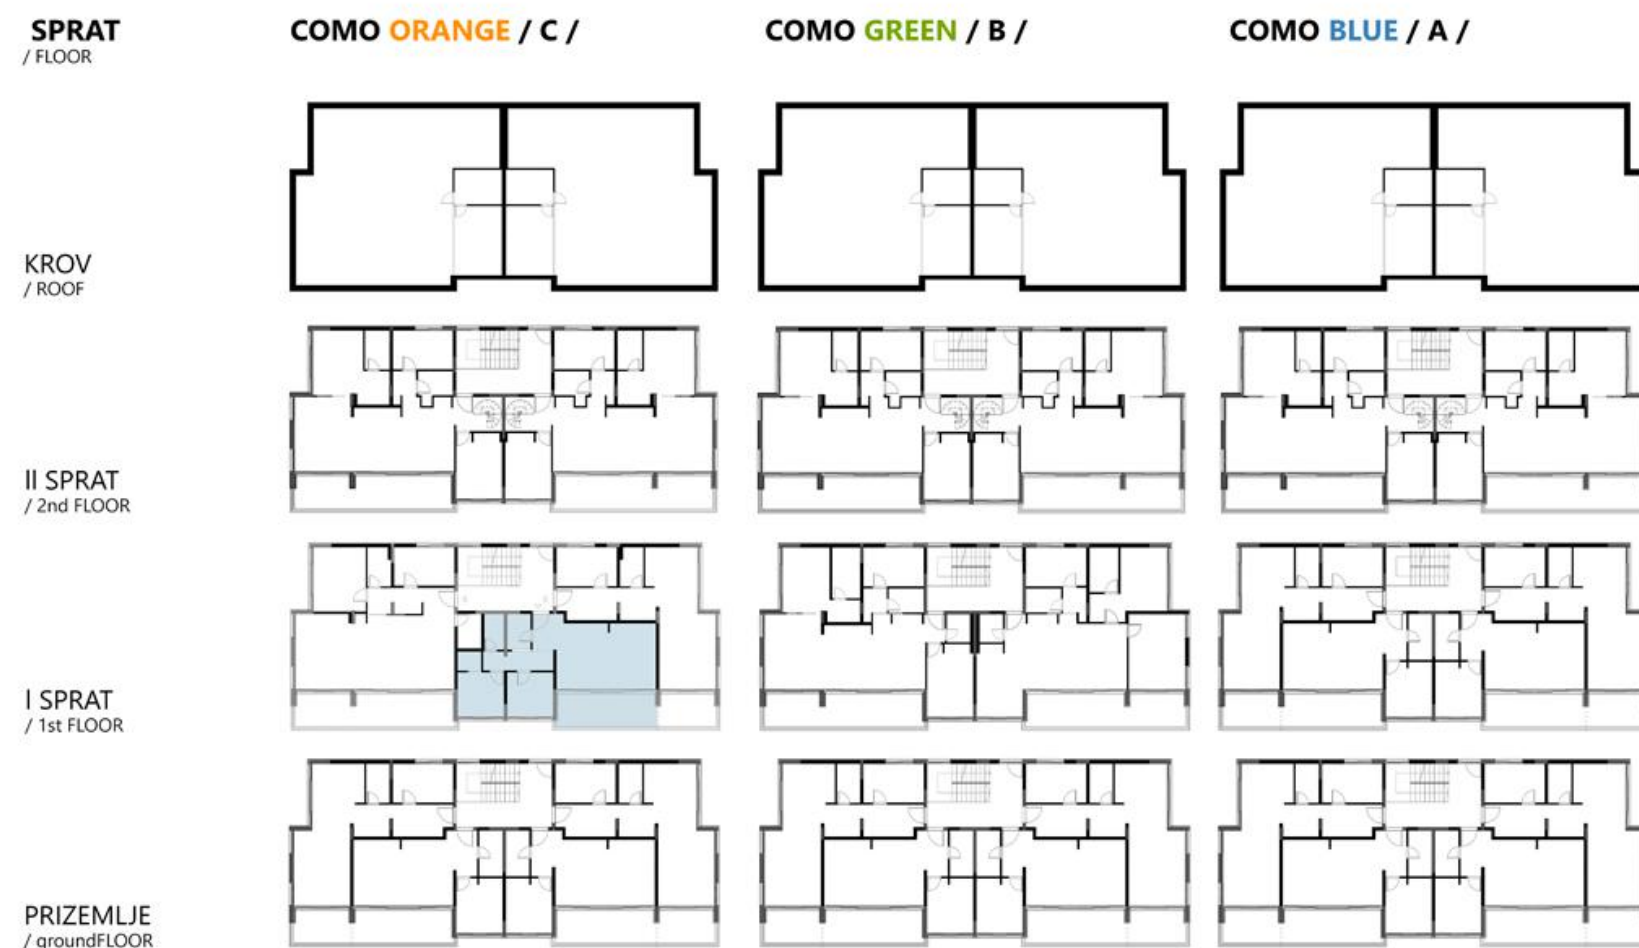 SPRAT
/ FLOOR
COMO ORANGE / C /
COMO GREEN / B /
COMO BLUE / A /
KROV
/ ROOF
II SPRAT
/ 2nd FLOOR
I SPRAT
/ 1st FLOOR
PRIZEMLJE
/ groundFLOOR